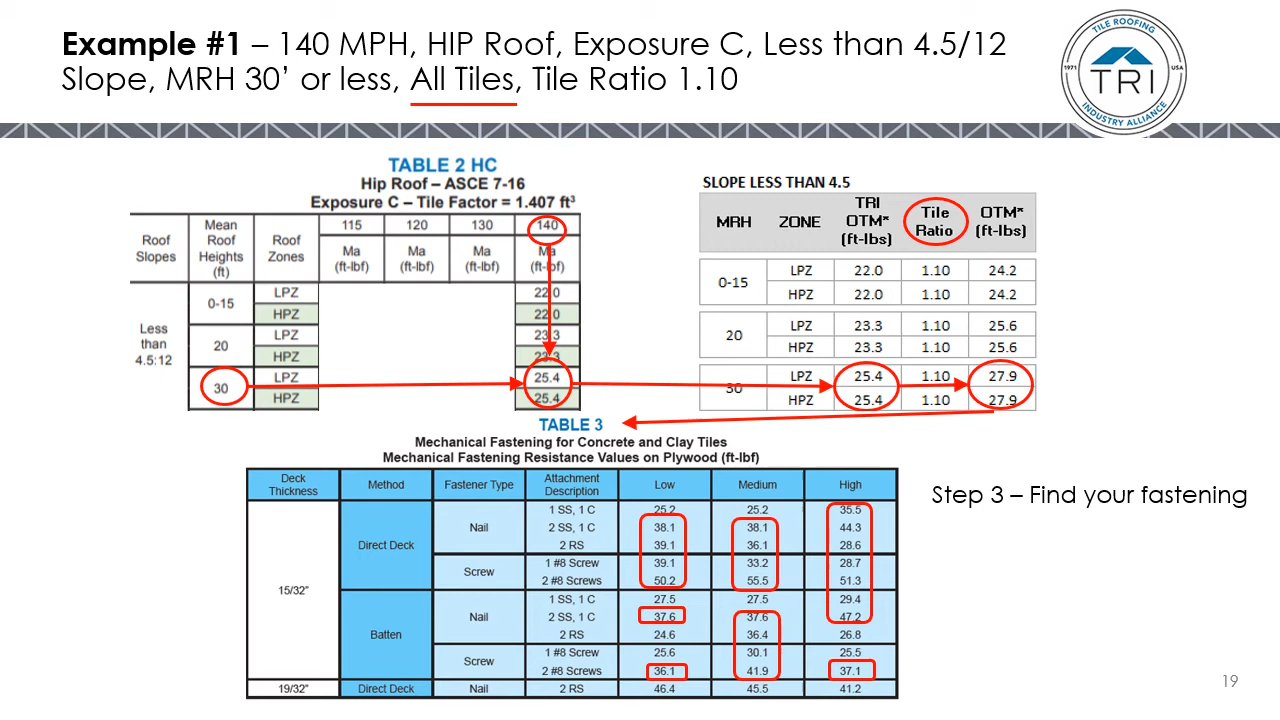 Example #1 – 140 MPH, HIP Roof, Exposure C, Less than 4.5/12
Slope, MRH 30’ or less, All Tiles, Tile Ratio 1.10
TILE ROOFING
1971 TRI USA
INDUSTRY ALLIANCE
TABLE 2 HC
Hip Roof – ASCE 7-16
Exposure C – Tile Factor = 1.407 ft³
Roof Slopes Mean Roof Heights (ft) Roof Zones 115 120 130 140
Ma (ft-lbf) Ma (ft-lbf) Ma (ft-lbf) Ma (ft-lbf)
Less than 4.5:12
0-15 LPZ 22.0
HPZ 22.0
20 LPZ 23.3
HPZ 23.3
30 LPZ 25.4
HPZ 25.4
SLOPE LESS THAN 4.5
MRH ZONE TRI OTM* (ft-lbs) Tile Ratio OTM* (ft-lbs)
0-15 LPZ 22.0 1.10 24.2
HPZ 22.0 1.10 24.2
20 LPZ 23.3 1.10 25.6
HPZ 23.3 1.10 25.6
30 LPZ 25.4 1.10 27.9
HPZ 25.4 1.10 27.9
TABLE 3
Mechanical Fastening for Concrete and Clay Tiles
Mechanical Fastening Resistance Values on Plywood (ft-lbf)
Deck Thickness Method Fastener Type Attachment Description Low Medium High
15/32" Direct Deck Nail 1 SS, 1 C 25.2 25.2 35.5
2 SS, 1 C 38.1 38.1 44.3
2 RS 39.1 36.1 28.6
Screw 1 #8 Screw 39.1 33.2 28.7
2 #8 Screws 50.2 55.5 51.3
Batten Nail 1 SS, 1 C 27.5 27.5 29.4
2 SS, 1 C 37.6 37.6 47.2
2 RS 24.6 36.4 26.8
Screw 1 #8 Screw 25.6 30.1 25.5
2 #8 Screws 36.1 41.9 37.1
19/32" Direct Deck Nail 2 RS 46.4 45.5 41.2
Step 3 – Find your fastening
19